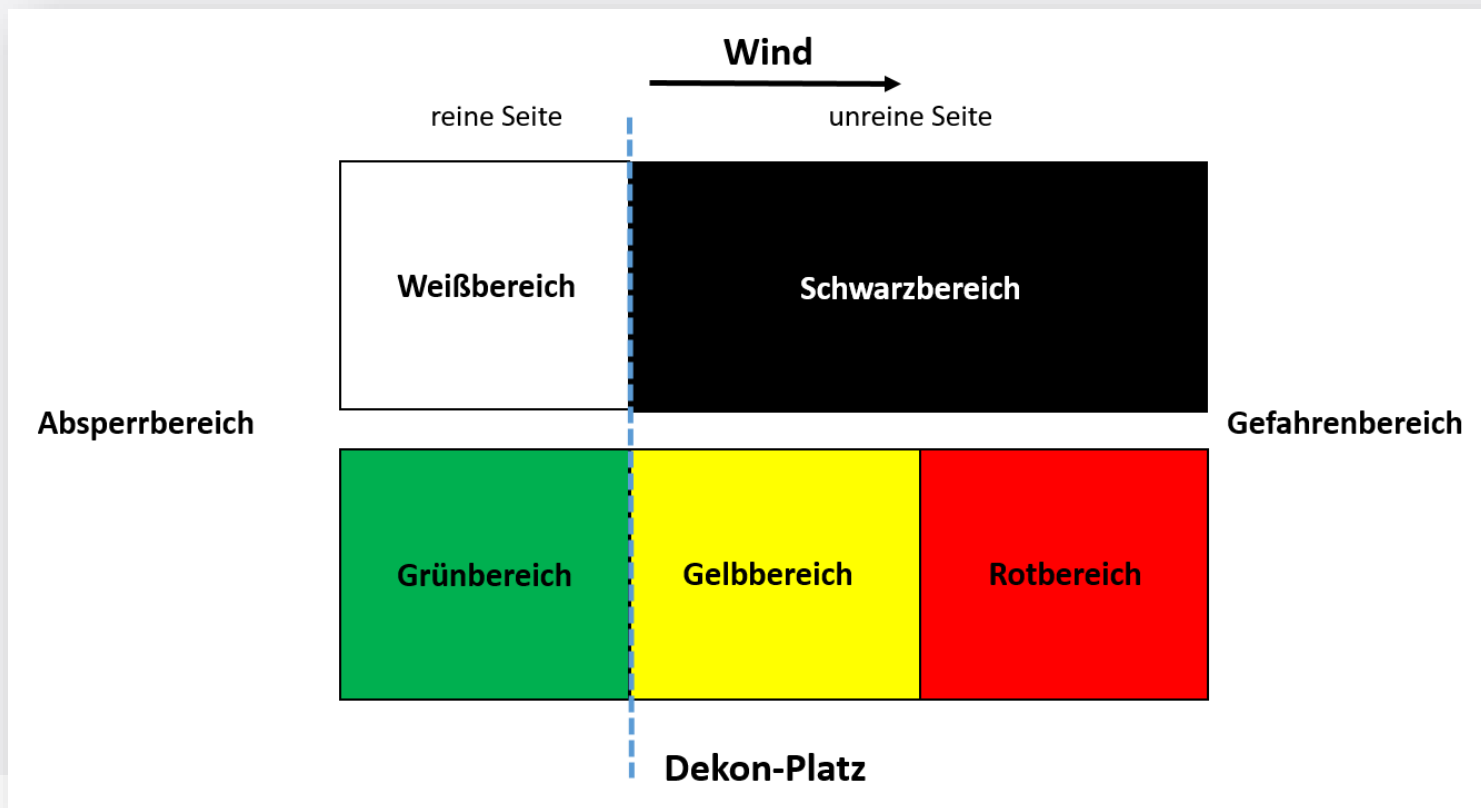 Wind
reine Seite
unreine Seite
Weißbereich
Schwarzbereich
Absperrbereich
Gefahrenbereich
Grünbereich
Gelbbereich
Rotbereich
Dekon-Platz